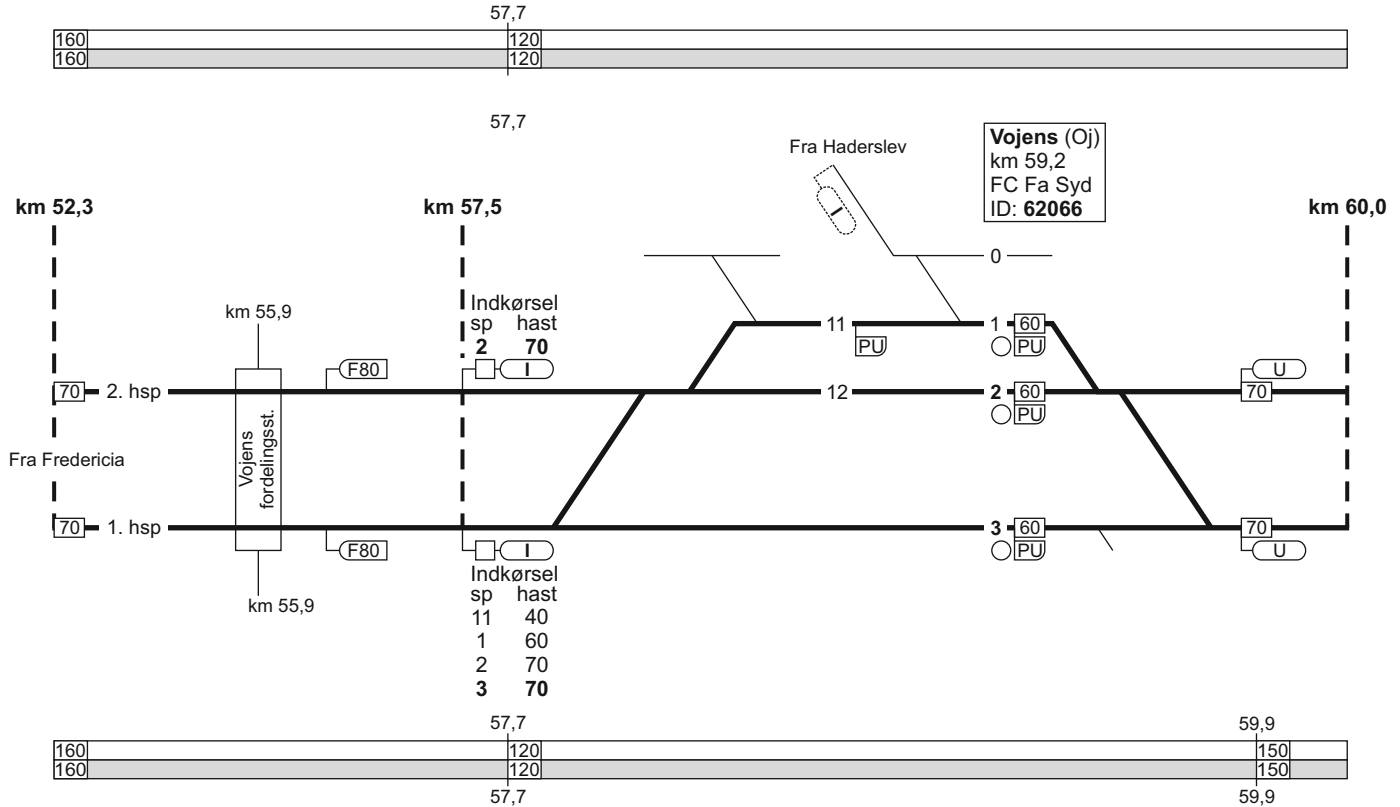 57,7
160 120
160 120
57,7
Vojens (Oj)
km 59,2
FC Fa Syd
ID: 62066
Fra Haderslev
I
km 52,3
km 57,5
km 60,0
0
km 55,9
Indkørsel
sp hast
2 70
11
1 60
PU
PU
F80
I
U
70 2. hsp
12
2 60
70
PU
Fra Fredericia
Vojens
fordelingsst.
70 1. hsp
3 60
70
F80
I
PU
U
Indkørsel
sp hast
11 40
1 60
2 70
3 70
km 55,9
57,7
59,9
160 120 150
160 120 150
57,7
59,9